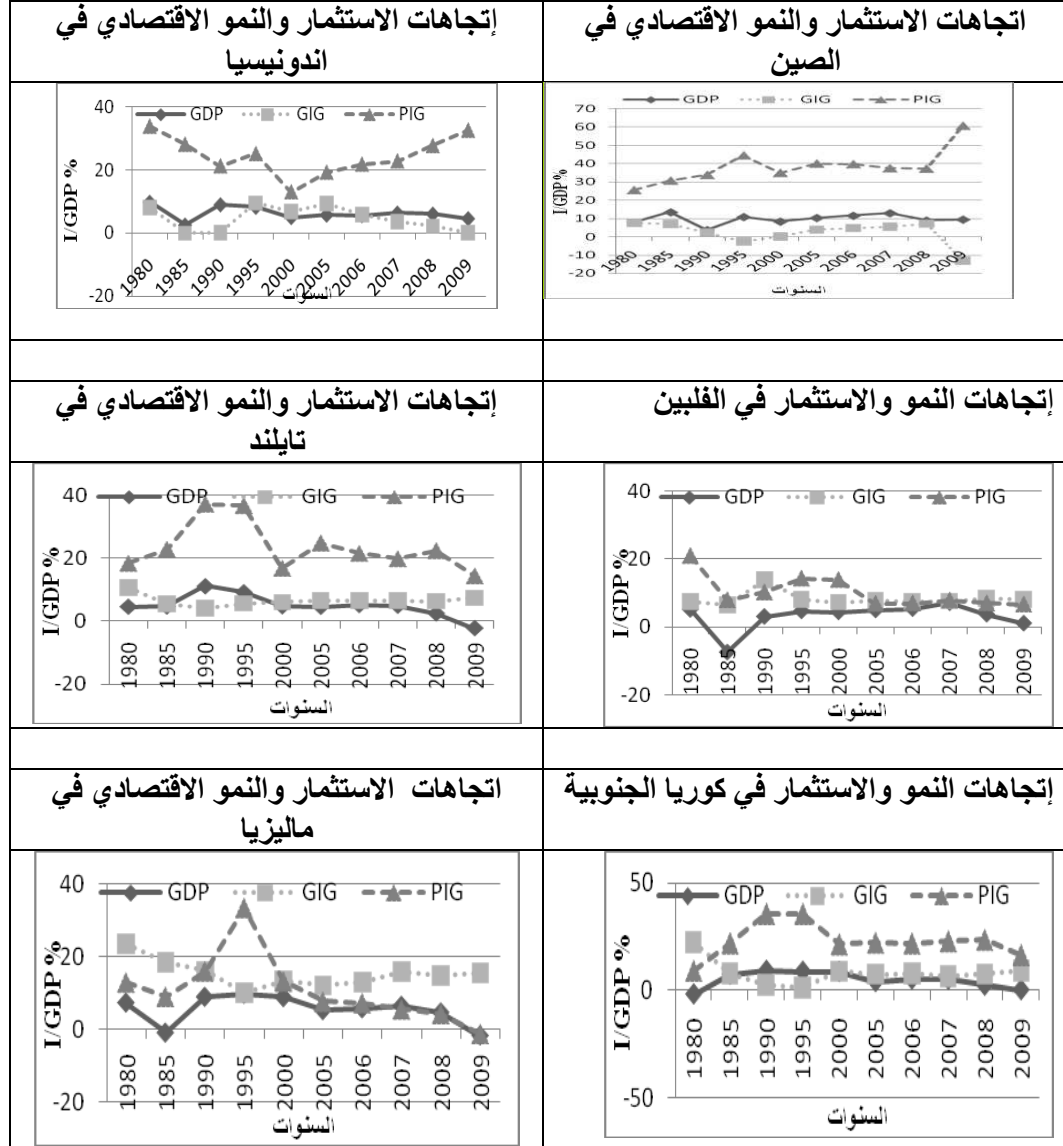 اتجاهات الاستثمار والنمو الاقتصادي في
الصين
GDP GIG PIG
70
60
50
40
30
20
10
0
-10
-20
I/GDP %
1980 1985 1990 1995 2000 2005 2006 2007 2008 2009
السنوات
إتجاهات الاستثمار والنمو الاقتصادي في
اندونيسيا
GDP GIG PIG
40
20
0
-20
I/GDP %
1980 1985 1990 1995 2000 2005 2006 2007 2008 2009
السنوات
إتجاهات النمو والاستثمار في الفلبين
GDP GIG PIG
40
20
0
-20
I/GDP %
1980 1985 1990 1995 2000 2005 2006 2007 2008 2009
السنوات
إتجاهات الاستثمار والنمو الاقتصادي في
تايلند
GDP GIG PIG
40
20
0
-20
I/GDP %
1980 1985 1990 1995 2000 2005 2006 2007 2008 2009
السنوات
إتجاهات النمو والاستثمار في كوريا الجنوبية
GDP GIG PIG
50
0
-50
I/GDP %
1980 1985 1990 1995 2000 2005 2006 2007 2008 2009
السنوات
اتجاهات الاستثمار والنمو الاقتصادي في
ماليزيا
GDP GIG PIG
40
20
0
-20
I/GDP %
1980 1985 1990 1995 2000 2005 2006 2007 2008 2009
السنوات